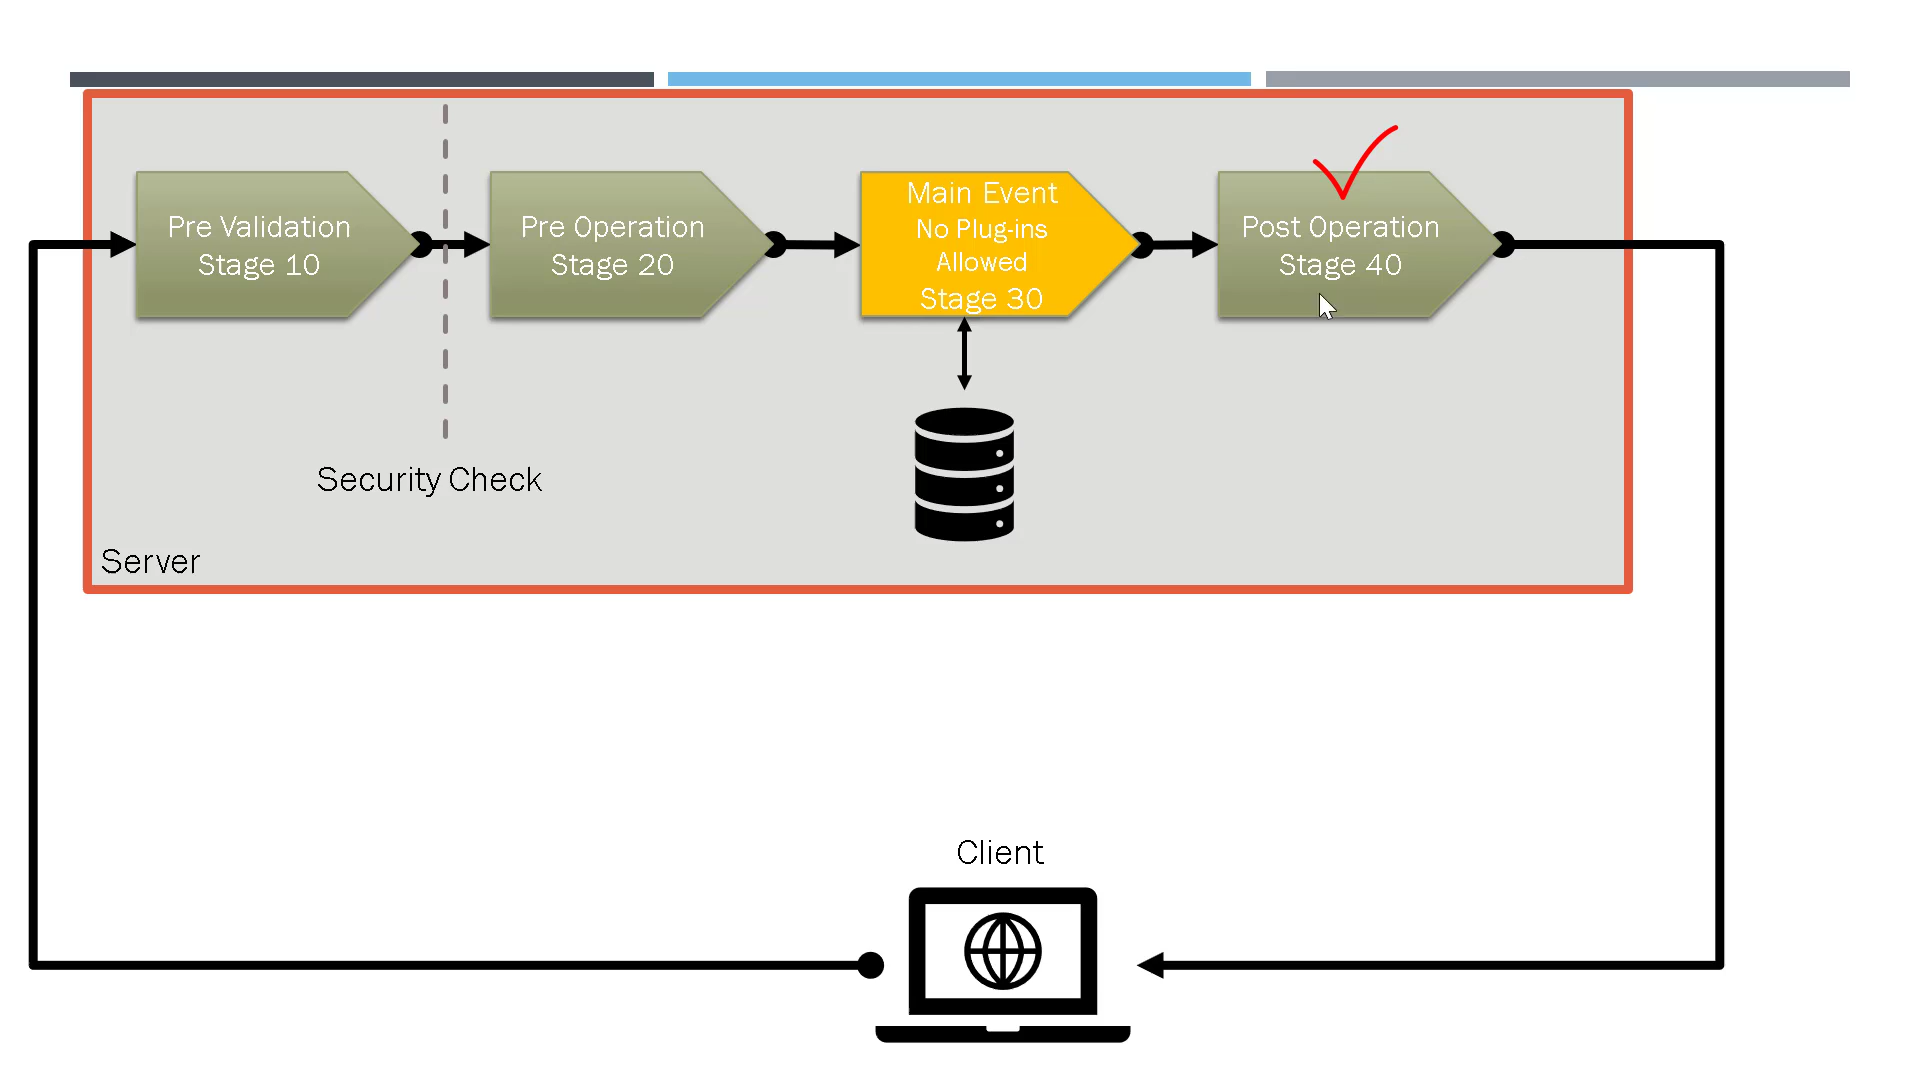 Pre Validation
Stage 10
Pre Operation
Stage 20
Main Event
No Plug-ins
Allowed
Stage 30
Post Operation
Stage 40
Security Check
Server
Client